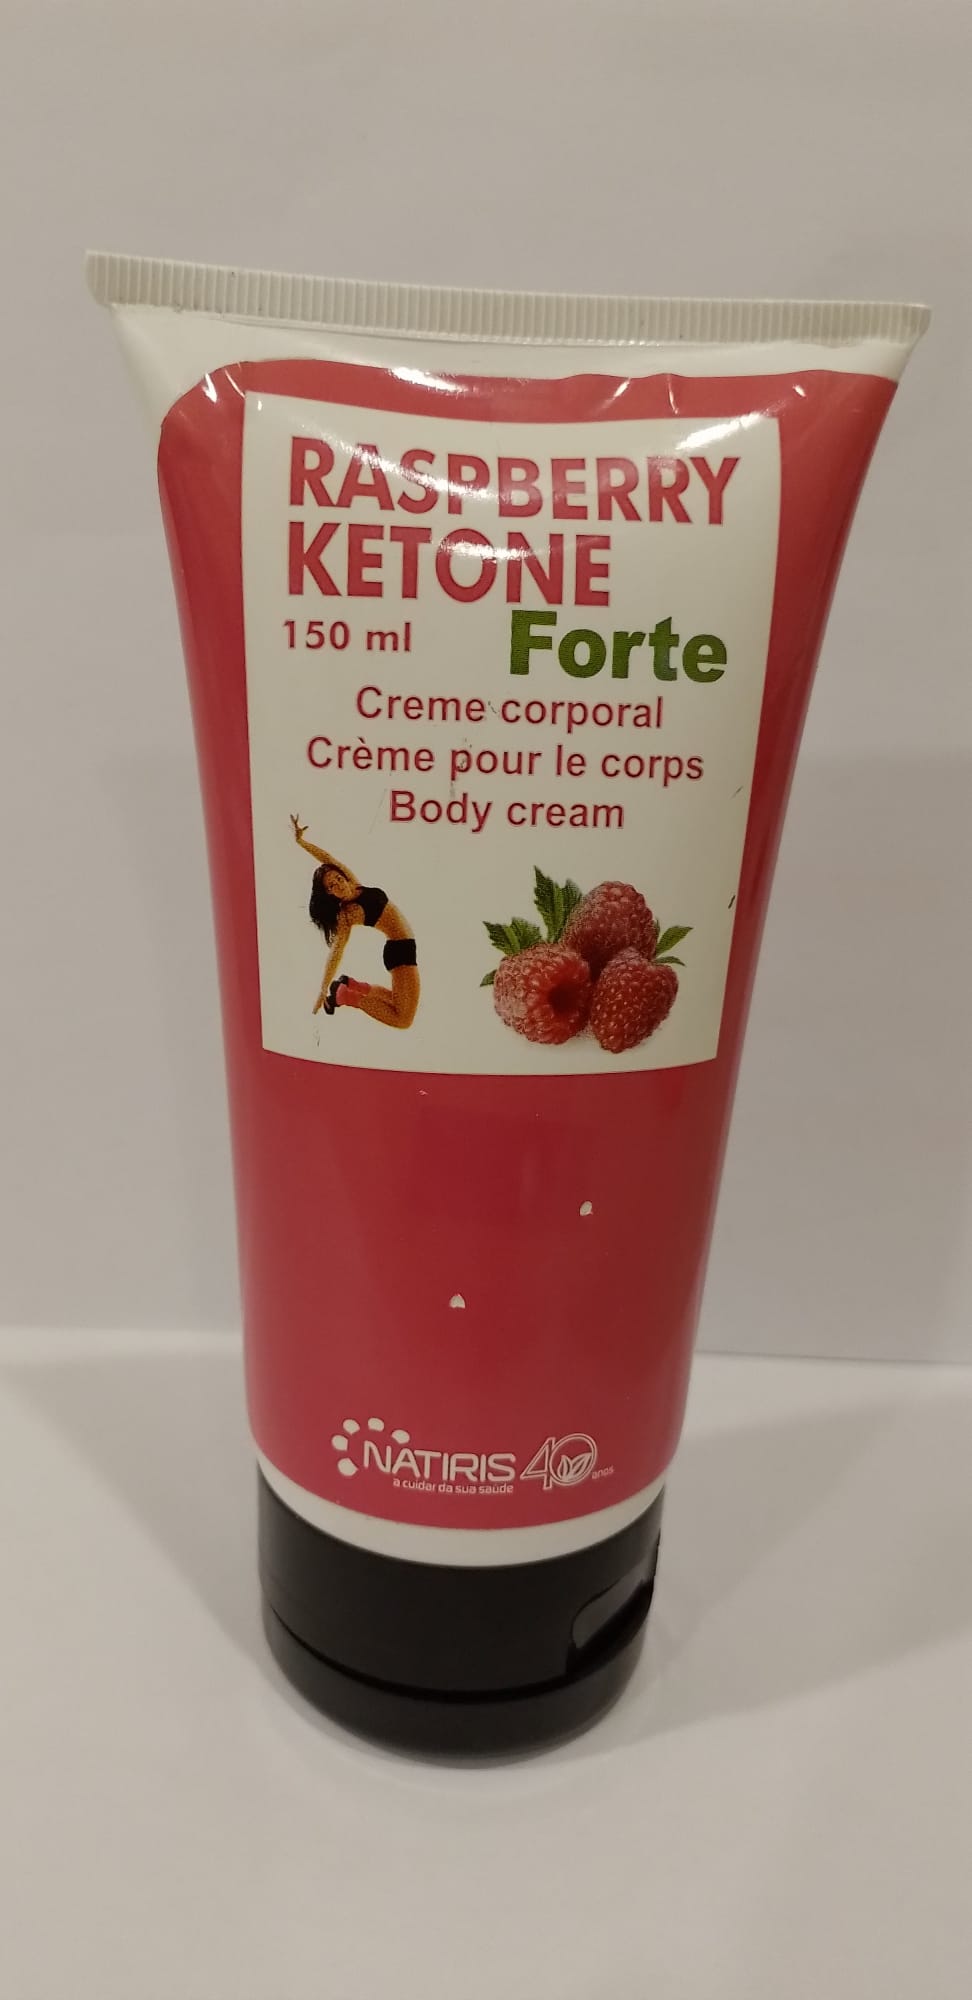 RASPBERRY
KETONE
150 ml Forte
Creme corporal
Crème pour le corps
Body cream
NATIRIS 40 anos
a cuidar da sua saúde